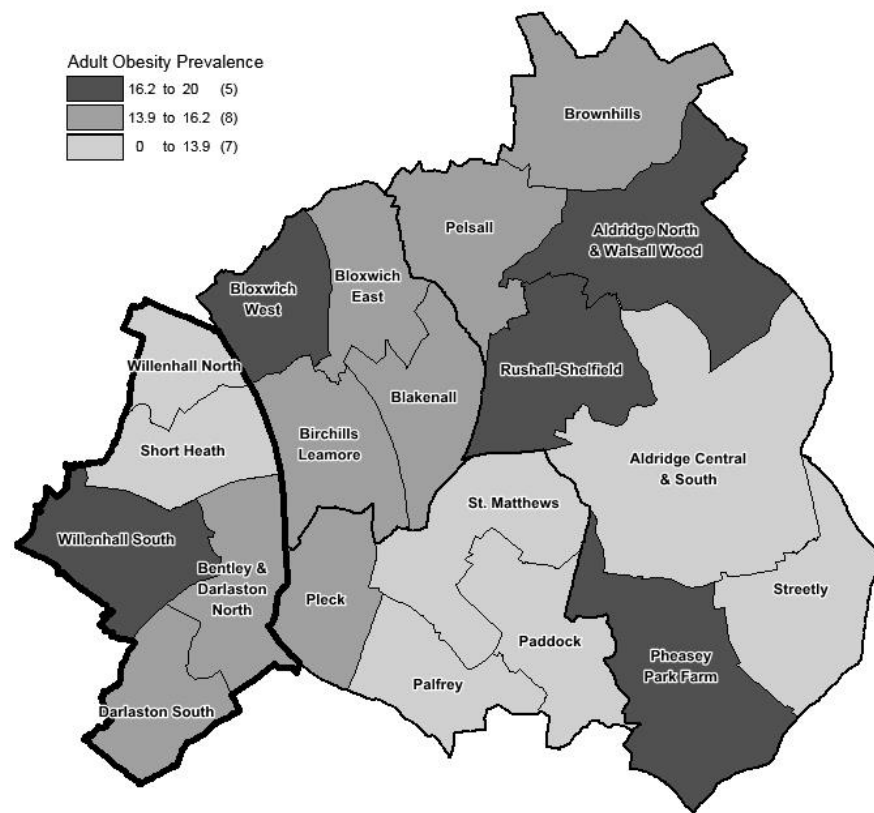 Adult Obesity Prevalence
16.2 to 20 (5)
13.9 to 16.2 (8)
0 to 13.9 (7)
Brownhills
Pelsall
Aldridge North
& Walsall Wood
Bloxwich
East
Bloxwich
West
Willenhall North
Rushall-Shelfield
Blakenall
Birchills
Leamore
Short Heath
Aldridge Central
& South
St. Matthews
Willenhall South
Bentley &
Darlaston
North
Pleck
Streetly
Paddock
Pheasey
Park Farm
Palfrey
Darlaston South